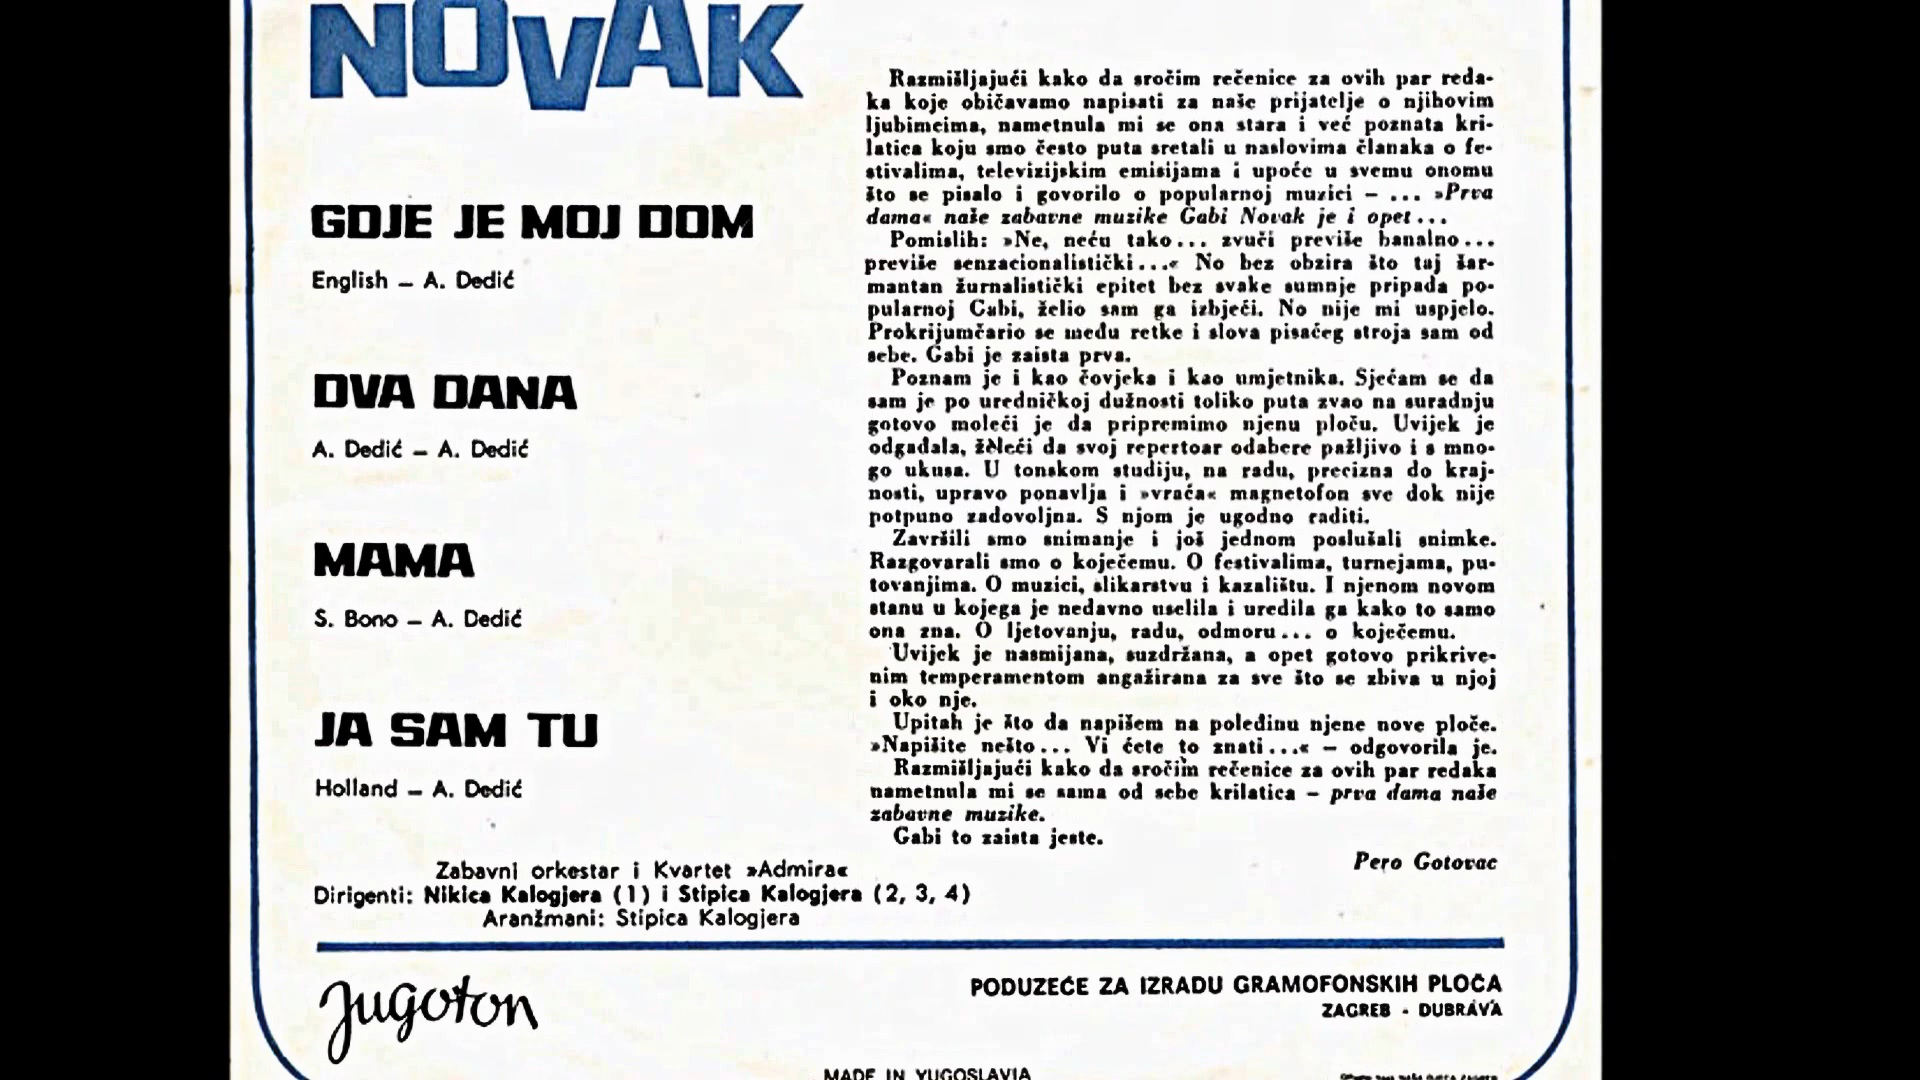 NOVAK
GDJE JE MOJ DOM
English – A. Dedić
DVA DANA
A. Dedić – A. Dedić
MAMA
S. Bono – A. Dedić
JA SAM TU
Holland – A. Dedić
Zabavni orkestar i Kvartet »Admira«
Dirigenti: Nikica Kalogjera (1) i Stipica Kalogjera (2, 3, 4)
Aranžmani: Stipica Kalogjera
Razmišljajući kako da sročim rečenice za ovih par reda-
ka koje običavamo napisati za naše prijatelje o njihovim
ljubimcima, nametnula mi se ona stara i već poznata kri-
latica koju smo često puta sretali u naslovima članaka o fe-
stivalima, televizijskim emisijama i upoće u svemu onomu
što se pisalo i govorilo o popularnoj muzici – ... »Prva
dama« naše zabavne muzike Gabi Novak je i opet...
Pomislih: »Ne, neću tako... zvuči previše banalno...
previše senzacionalistički...« No bez obzira što taj šar-
mantan žurnalistički epitet bez svake sumnje pripada po-
pularnoj Gabi, želio sam ga izbjeći. No nije mi uspjelo.
Prokrijumčario se među retke i slova pisaćeg stroja sam od
sebe. Gabi je zaista prva.
Poznam je i kao čovjeka i kao umjetnika. Sjećam se da
sam je po uredničkoj dužnosti toliko puta zvao na suradnju
gotovo moleći je da pripremimo njenu ploču. Uvijek je
odgađala, želeći da svoj repertoar odabere pažljivo i s mno-
go ukusa. U tonskom studiju, na radu, precizna do kraj-
nosti, upravo ponavlja i »vraća« magnetofon sve dok nije
potpuno zadovoljna. S njom je ugodno raditi.
Završili smo snimanje i još jednom poslušali snimke.
Razgovarali smo o koječemu. O festivalima, turnejama, pu-
tovanjima. O muzici, slikarstvu i kazalištu. I njenom novom
stanu u kojega je nedavno uselila i uredila ga kako to samo
ona zna. O ljetovanju, radu, odmoru... o koječemu.
Uvijek je nasmijana, suzdržana, a opet gotovo prikrive-
nim temperamentom angažirana za sve što se zbiva u njoj
i oko nje.
Upitah je što da napišem na poleđinu njene nove ploče.
»Napišite nešto... Vi ćete to znati...« – odgovorila je.
Razmišljajući kako da sročim rečenice za ovih par redaka
nametnula mi se sama od sebe krilatica – prva dama naše
zabavne muzike.
Gabi to zaista jeste.
Pero Gotovac
Jugoton
PODUZEĆE ZA IZRADU GRAMOFONSKIH PLOČA
ZAGREB - DUBRAVA
MADE IN YUGOSLAVIA